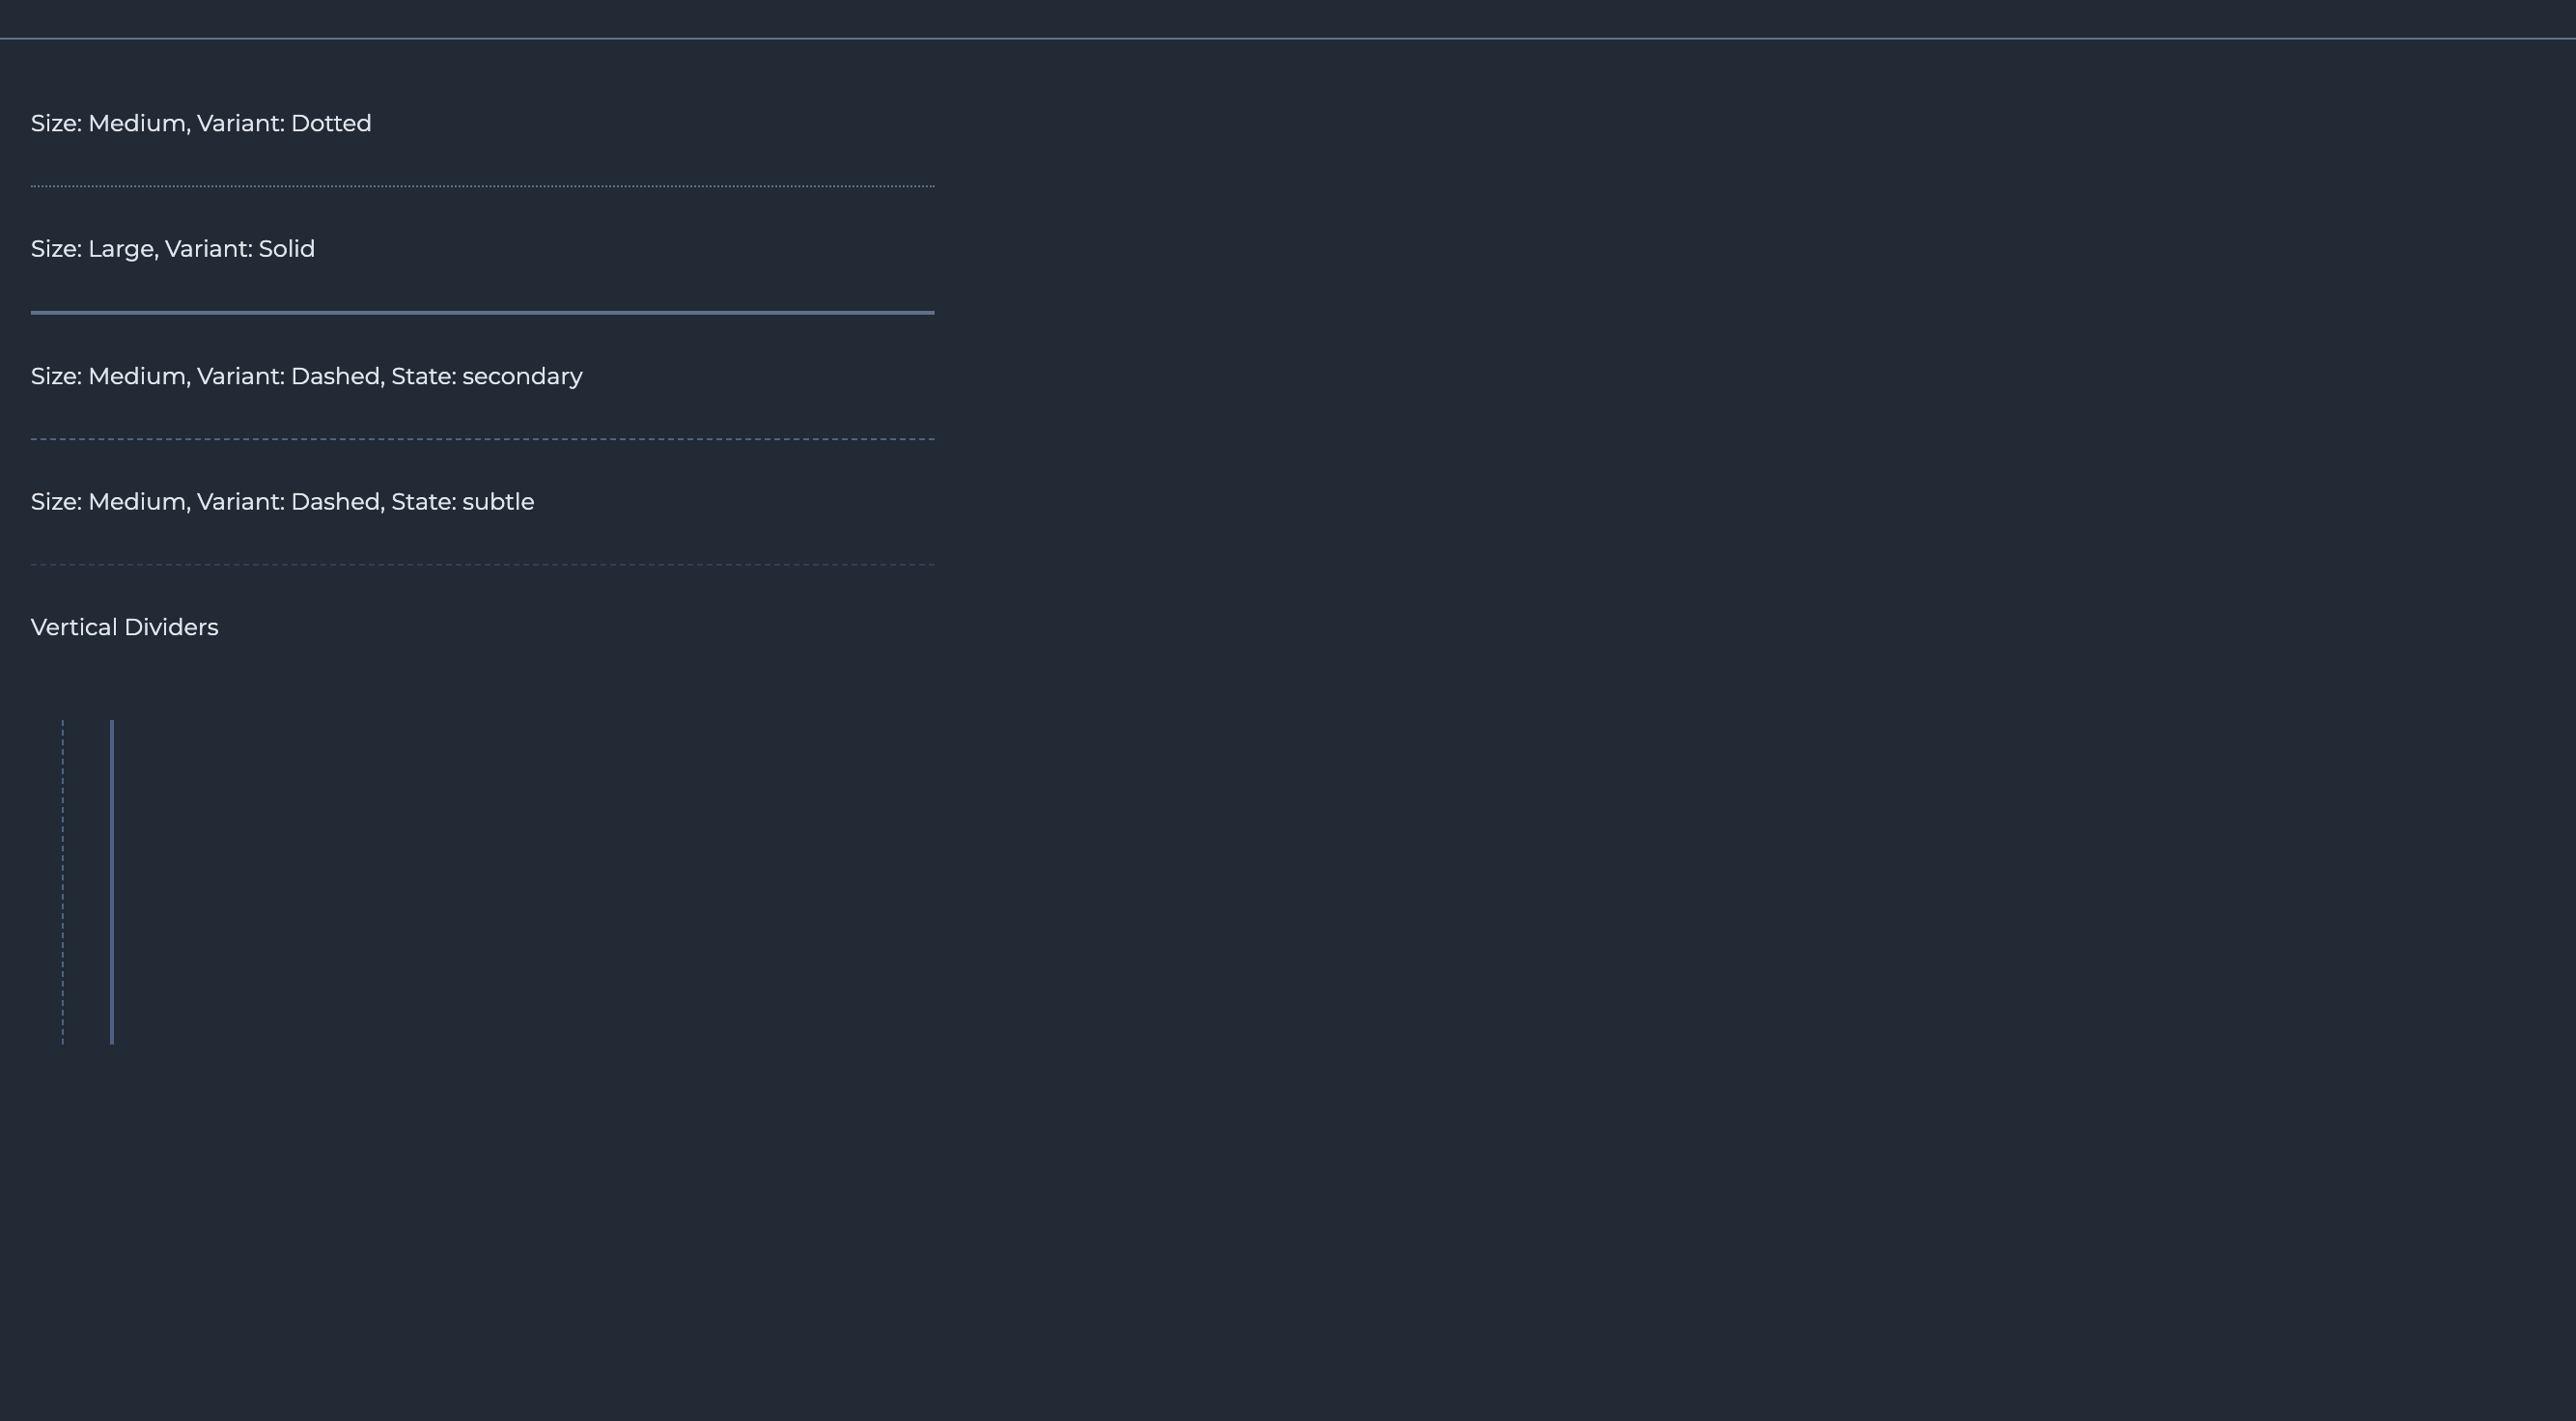 Size: Medium, Variant: Dotted
Size: Large, Variant: Solid
Size: Medium, Variant: Dashed, State: secondary
Size: Medium, Variant: Dashed, State: subtle
Vertical Dividers